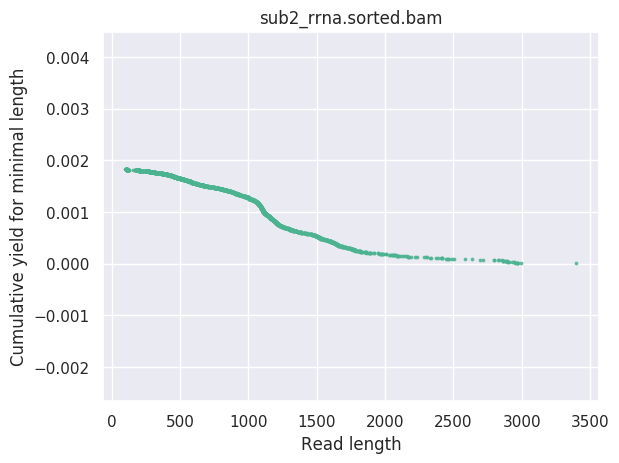 sub2_rrna.sorted.bam
Cumulative yield for minimal length
0.004
0.003
0.002
0.001
0.000
−0.001
−0.002
0 500 1000 1500 2000 2500 3000 3500
Read length